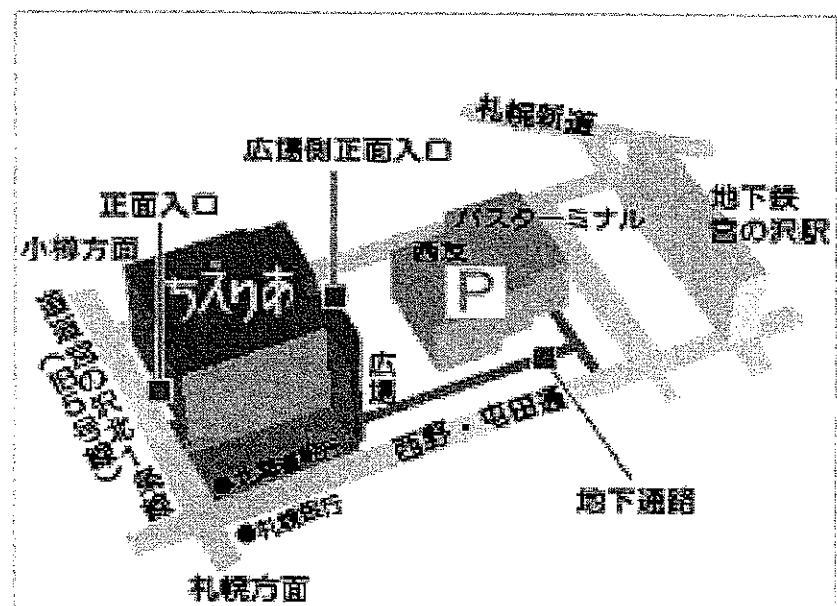 札幌新道
広場側正面入口
地下鉄
宮の沢駅
正面入口
バスターミナル
小樽方面
西友
ちえりあ
P
広場
西野・屯田通
地下通路
札幌方面